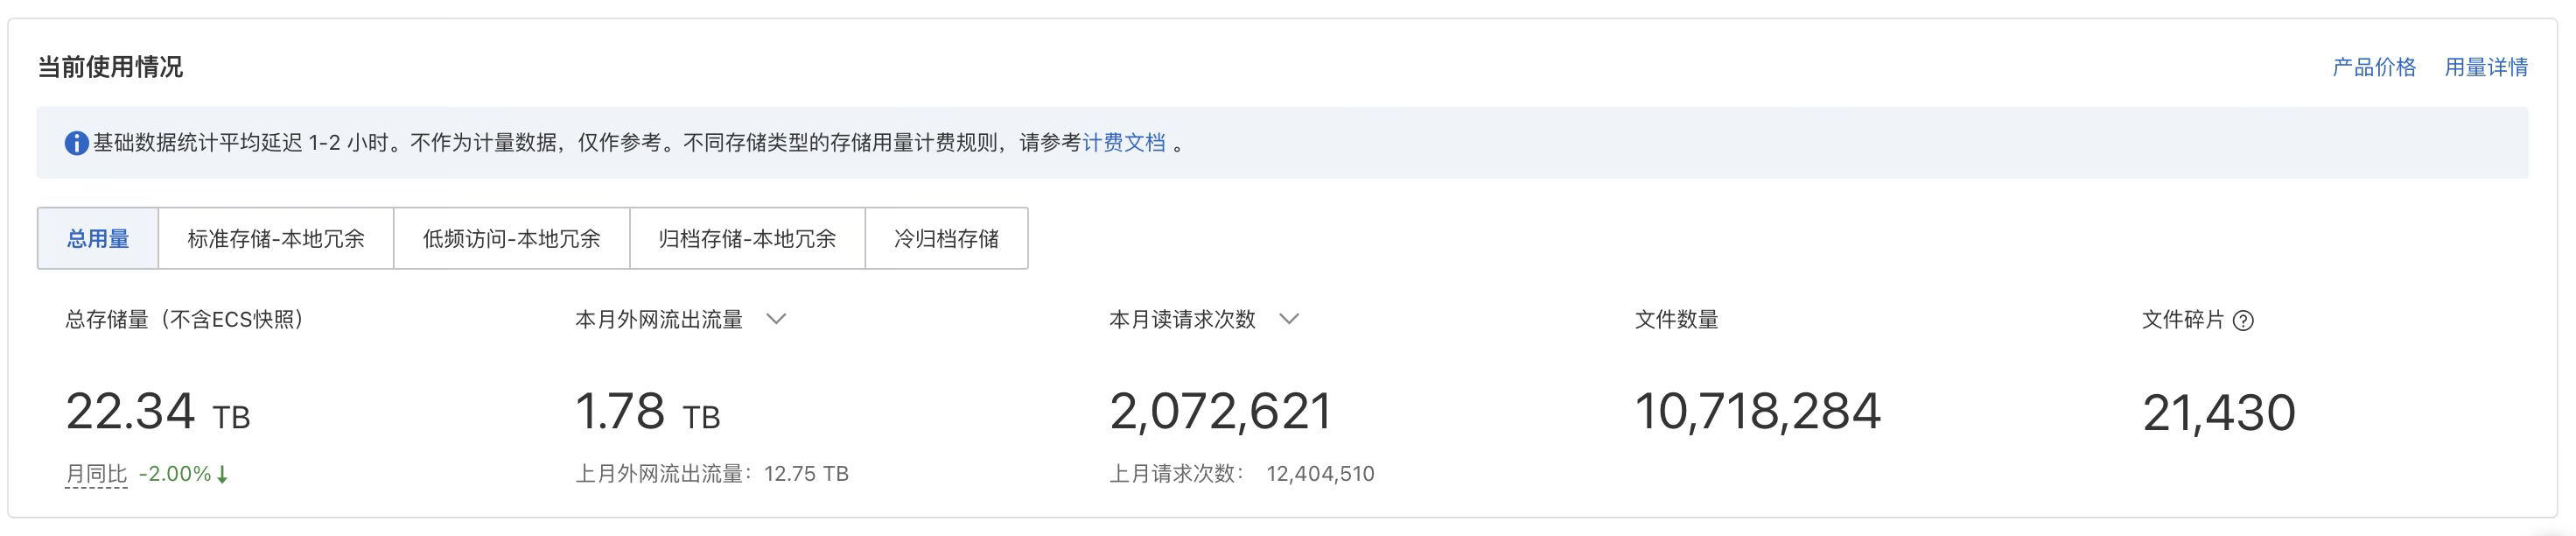 当前使用情况
产品价格 用量详情
基础数据统计平均延迟 1-2 小时。不作为计量数据，仅作参考。不同存储类型的存储用量计费规则，请参考计费文档 。
总用量 标准存储-本地冗余 低频访问-本地冗余 归档存储-本地冗余 冷归档存储
总存储量（不含ECS快照） 本月外网流出流量 本月读请求次数 文件数量 文件碎片
22.34 TB 1.78 TB 2,072,621 10,718,284 21,430
月同比 -2.00%↓ 上月外网流出流量：12.75 TB 上月请求次数： 12,404,510